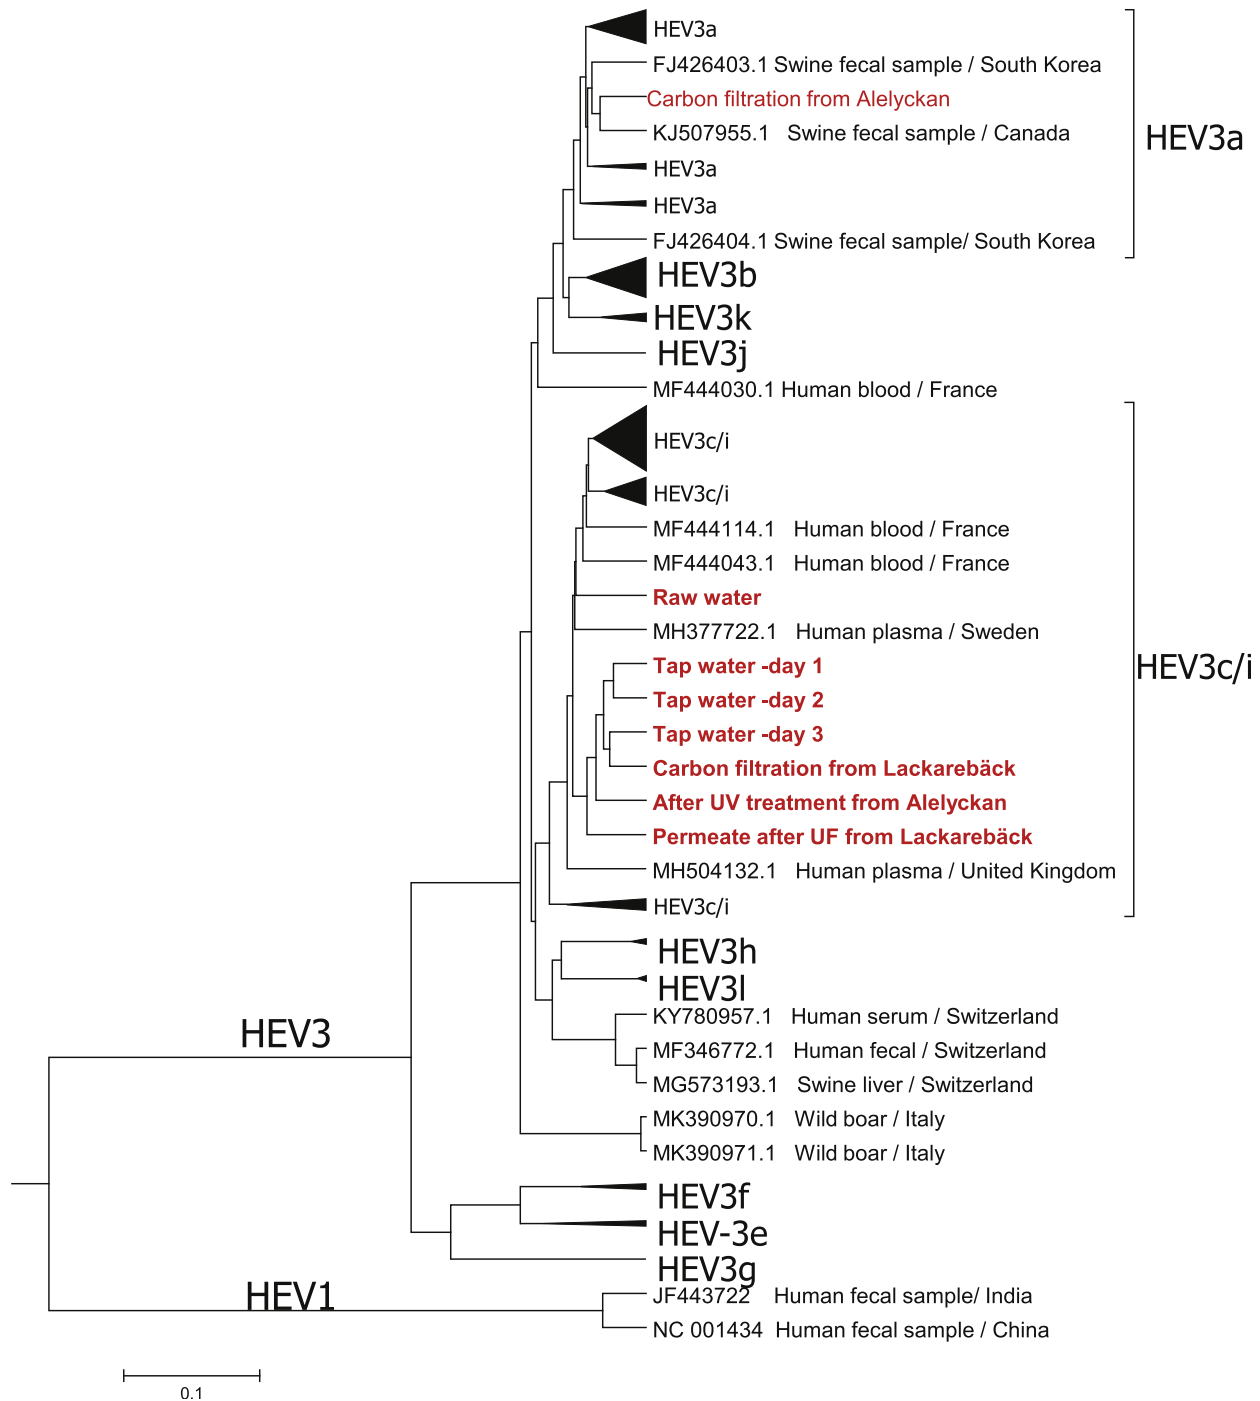 HEV3a
FJ426403.1 Swine fecal sample / South Korea
Carbon filtration from Alelyckan
KJ507955.1 Swine fecal sample / Canada
HEV3a
HEV3a
HEV3a
FJ426404.1 Swine fecal sample/ South Korea
HEV3b
HEV3k
HEV3j
MF444030.1 Human blood / France
HEV3c/i
HEV3c/i
MF444114.1 Human blood / France
MF444043.1 Human blood / France
Raw water
MH377722.1 Human plasma / Sweden
Tap water -day 1
HEV3c/i
Tap water -day 2
Tap water -day 3
Carbon filtration from Lackarebäck
After UV treatment from Alelyckan
Permeate after UF from Lackarebäck
MH504132.1 Human plasma / United Kingdom
HEV3c/i
HEV3h
HEV3l
KY780957.1 Human serum / Switzerland
HEV3
MF346772.1 Human fecal / Switzerland
MG573193.1 Swine liver / Switzerland
MK390970.1 Wild boar / Italy
MK390971.1 Wild boar / Italy
HEV3f
HEV-3e
HEV3g
HEV1
JF443722 Human fecal sample/ India
NC 001434 Human fecal sample / China
0.1